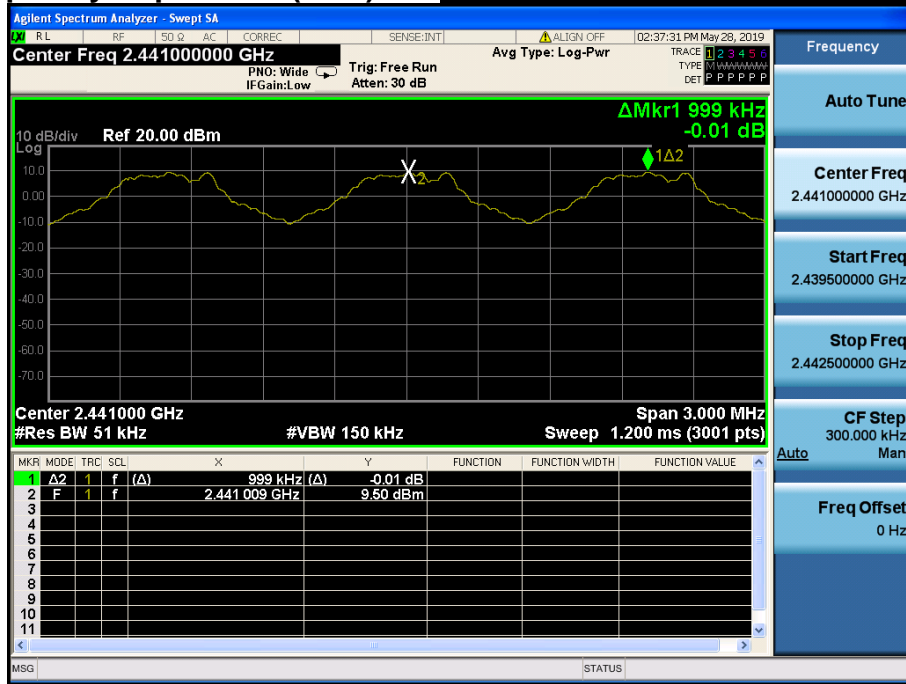 Agilent Spectrum Analyzer - Swept SA
LXI RL RF 50 Ω AC CORREC SENSE:INT ALIGN OFF 02:37:31 PM May 28, 2019
Center Freq 2.441000000 GHz
PNO: Wide
IFGain:Low
Trig: Free Run
Atten: 30 dB
Avg Type: Log-Pwr
TRACE 1 2 3 4 5 6
TYPE M WWWWW
DET P P P P P P
ΔMkr1 999 kHz
-0.01 dB
10 dB/div Ref 20.00 dBm
Log
10.0
0.00
-10.0
-20.0
-30.0
-40.0
-50.0
-60.0
-70.0
X2
1Δ2
Center 2.441000 GHz Span 3.000 MHz
#Res BW 51 kHz #VBW 150 kHz Sweep 1.200 ms (3001 pts)
MKR MODE TRC SCL X Y FUNCTION FUNCTION WIDTH FUNCTION VALUE
1 Δ2 1 f (Δ) 999 kHz (Δ) -0.01 dB
2 F 1 f 2.441 009 GHz 9.50 dBm
3
4
5
6
7
8
9
10
11
MSG STATUS
Frequency
Auto Tune
Center Freq
2.441000000 GHz
Start Freq
2.439500000 GHz
Stop Freq
2.442500000 GHz
CF Step
300.000 kHz
Auto Man
Freq Offset
0 Hz